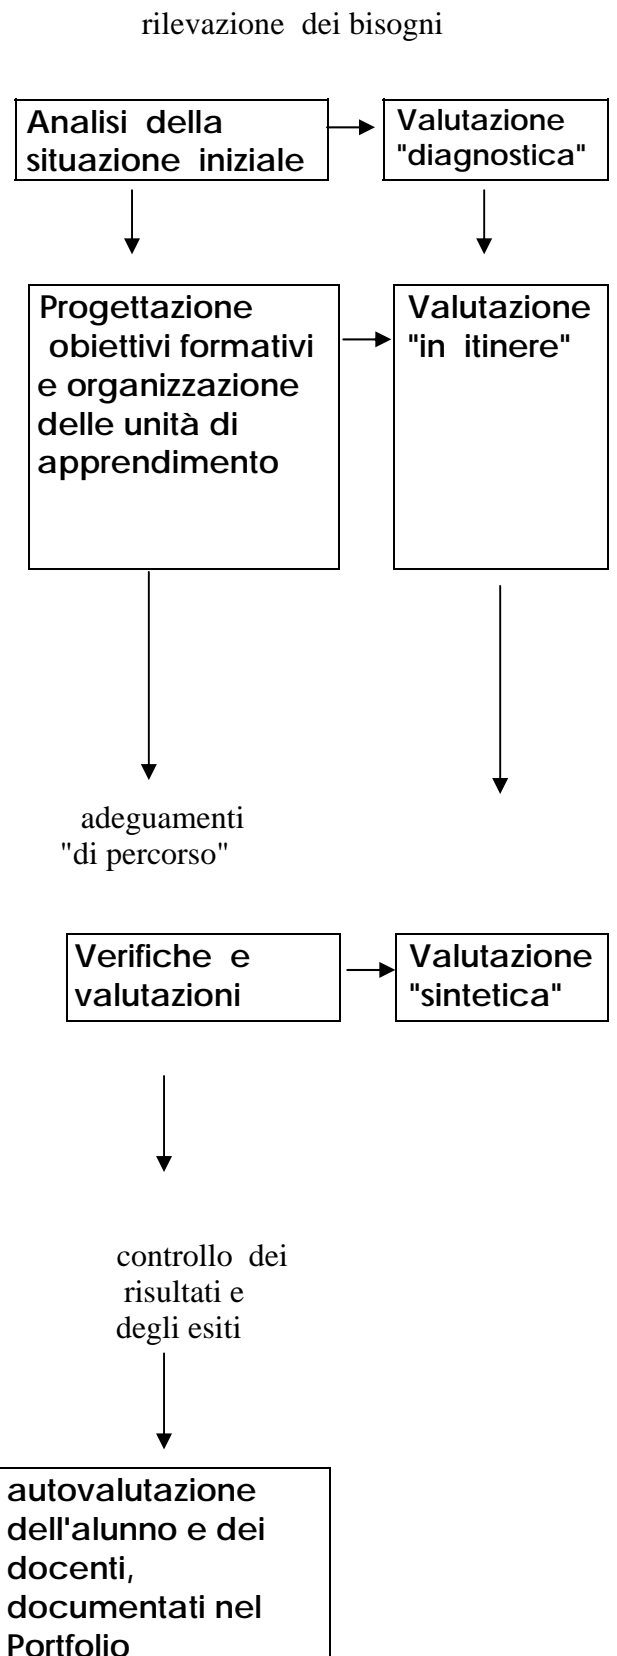 rilevazione dei bisogni
Analisi della
situazione iniziale
Valutazione
"diagnostica"
Progettazione
obiettivi formativi
e organizzazione
delle unità di
apprendimento
Valutazione
"in itinere"
adeguamenti
"di percorso"
Verifiche e
valutazioni
Valutazione
"sintetica"
controllo dei
risultati e
degli esiti
autovalutazione
dell'alunno e dei
docenti,
documentati nel
Portfolio